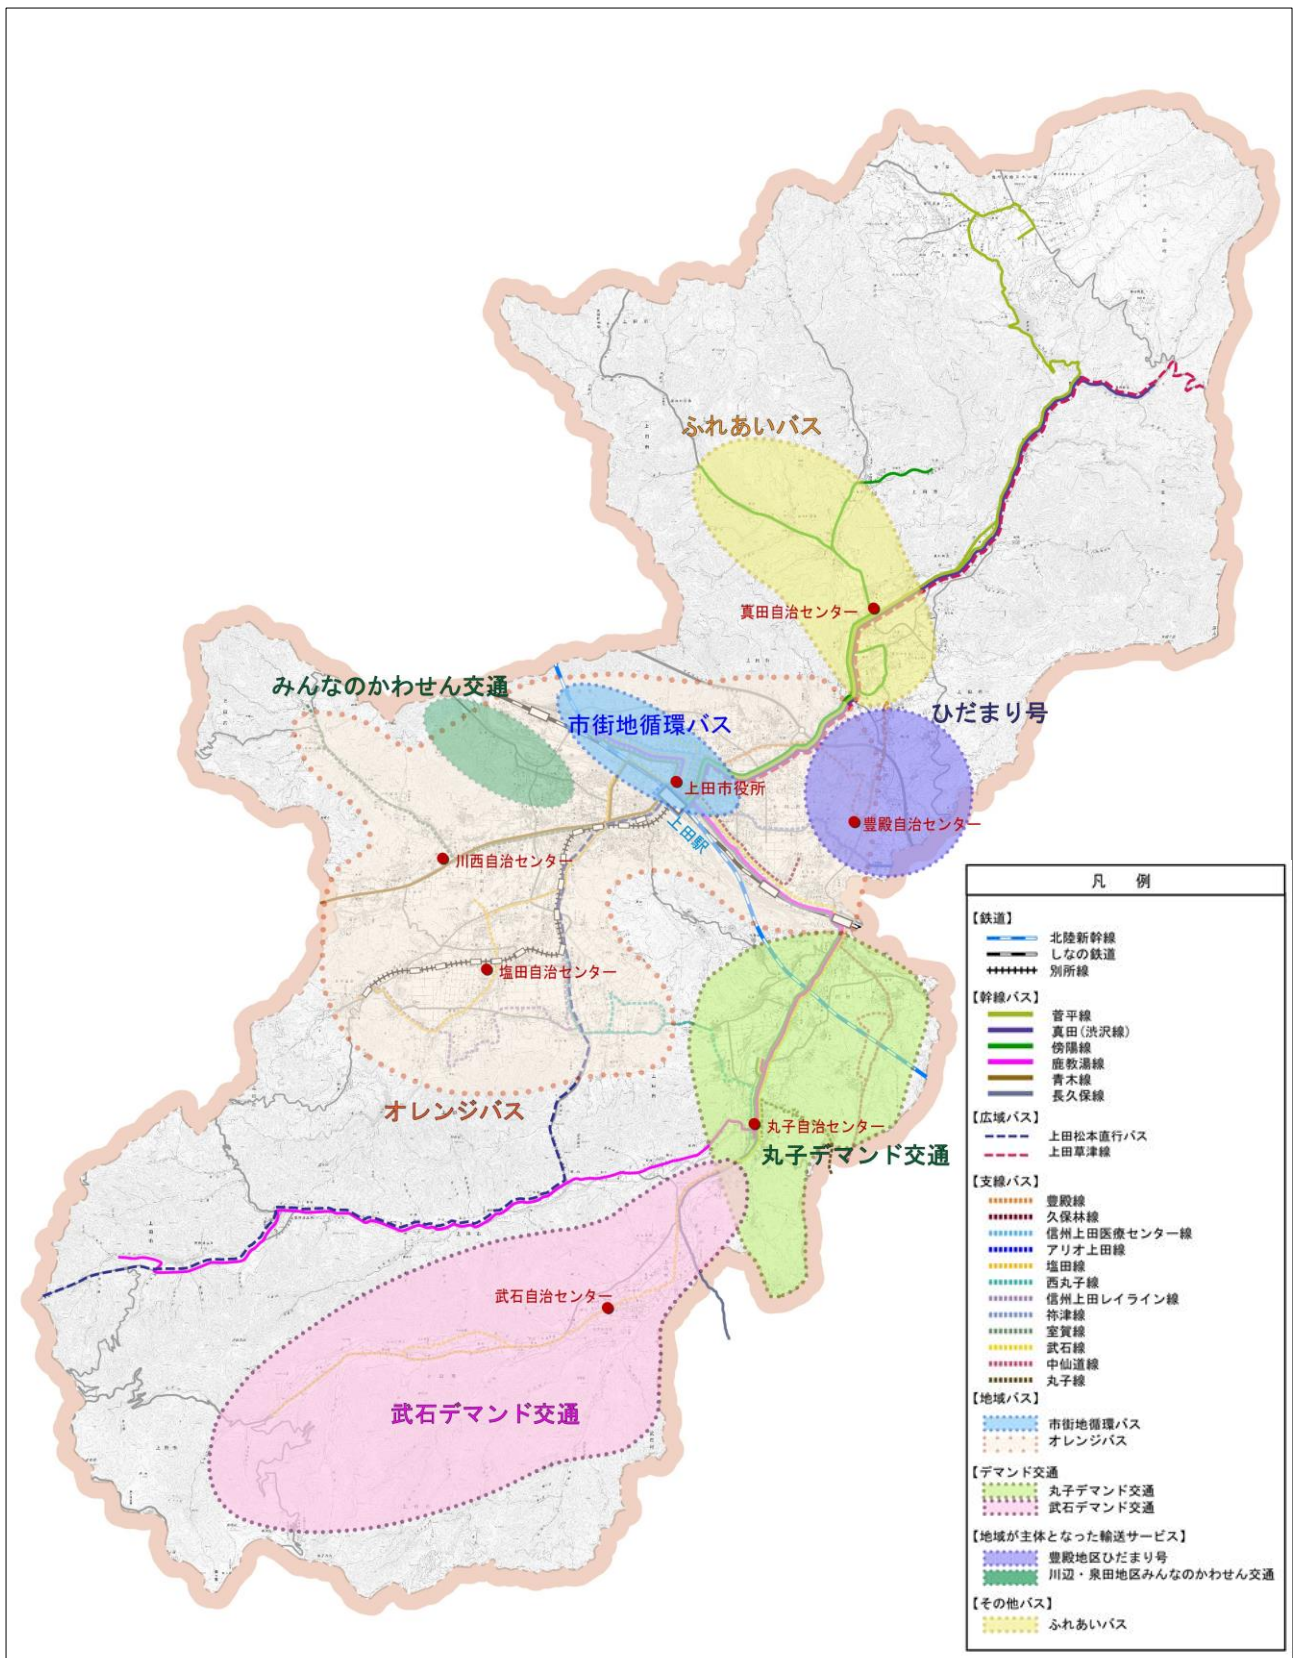 ふれあいバス
真田自治センター
みんなのかわせん交通
ひだまり号
市街地循環バス
上田市役所
上田駅
豊殿自治センター
川西自治センター
塩田自治センター
オレンジバス
丸子自治センター
丸子デマンド交通
武石自治センター
武石デマンド交通
凡 例
【鉄道】
北陸新幹線
しなの鉄道
別所線
【幹線バス】
菅平線
真田(渋沢線)
傍陽線
鹿教湯線
青木線
長久保線
【広域バス】
上田松本直行バス
上田草津線
【支線バス】
豊殿線
久保林線
信州上田医療センター線
アリオ上田線
塩田線
西丸子線
信州上田レイライン線
祢津線
室賀線
武石線
中仙道線
丸子線
【地域バス】
市街地循環バス
オレンジバス
【デマンド交通
丸子デマンド交通
武石デマンド交通
【地域が主体となった輸送サービス】
豊殿地区ひだまり号
川辺・泉田地区みんなのかわせん交通
【その他バス】
ふれあいバス